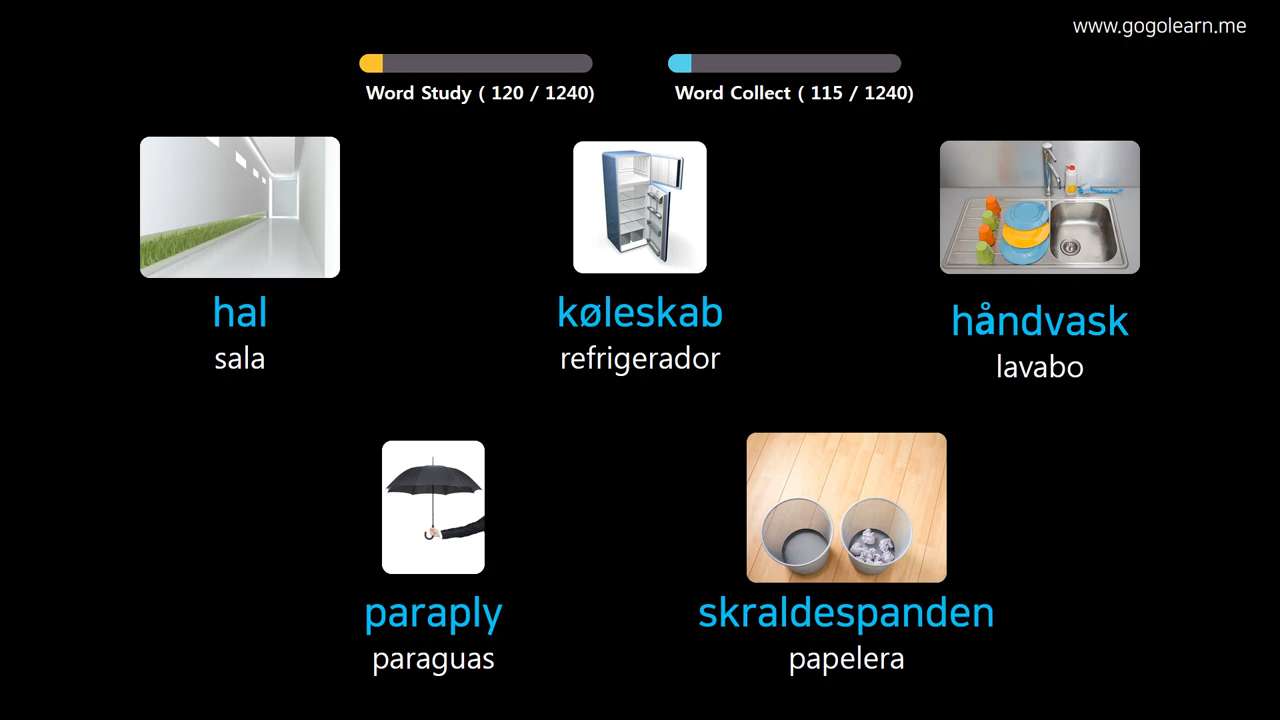 www.gogolearn.me
Word Study ( 120 / 1240)
Word Collect ( 115 / 1240)
hal
sala
køleskab
refrigerador
håndvask
lavabo
paraply
paraguas
skraldespanden
papelera